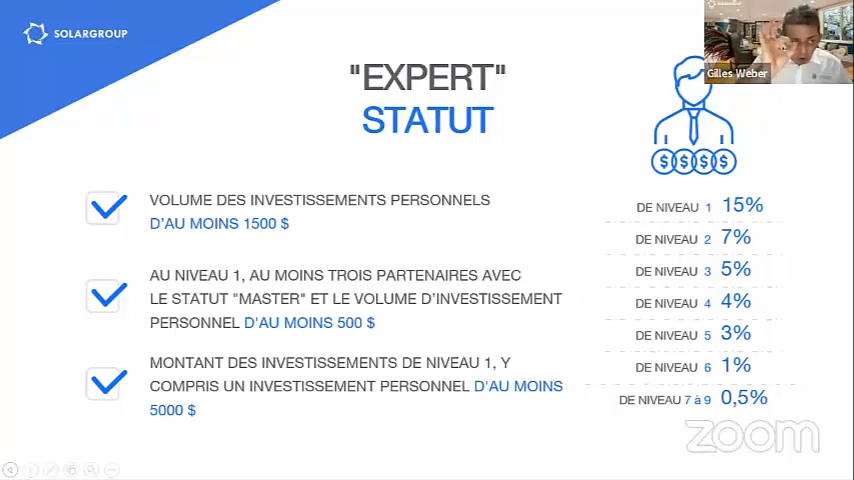 SOLARGROUP
SOLARGROUP
Gilles Weber
"EXPERT"
STATUT
VOLUME DES INVESTISSEMENTS PERSONNELS
D'AU MOINS 1500 $
AU NIVEAU 1, AU MOINS TROIS PARTENAIRES AVEC
LE STATUT "MASTER" ET LE VOLUME D'INVESTISSEMENT
PERSONNEL D'AU MOINS 500 $
MONTANT DES INVESTISSEMENTS DE NIVEAU 1, Y
COMPRIS UN INVESTISSEMENT PERSONNEL D'AU MOINS
5000 $
$ $ $ $
DE NIVEAU 1 15%
DE NIVEAU 2 7%
DE NIVEAU 3 5%
DE NIVEAU 4 4%
DE NIVEAU 5 3%
DE NIVEAU 6 1%
DE NIVEAU 7 à 9 0,5%
zoom